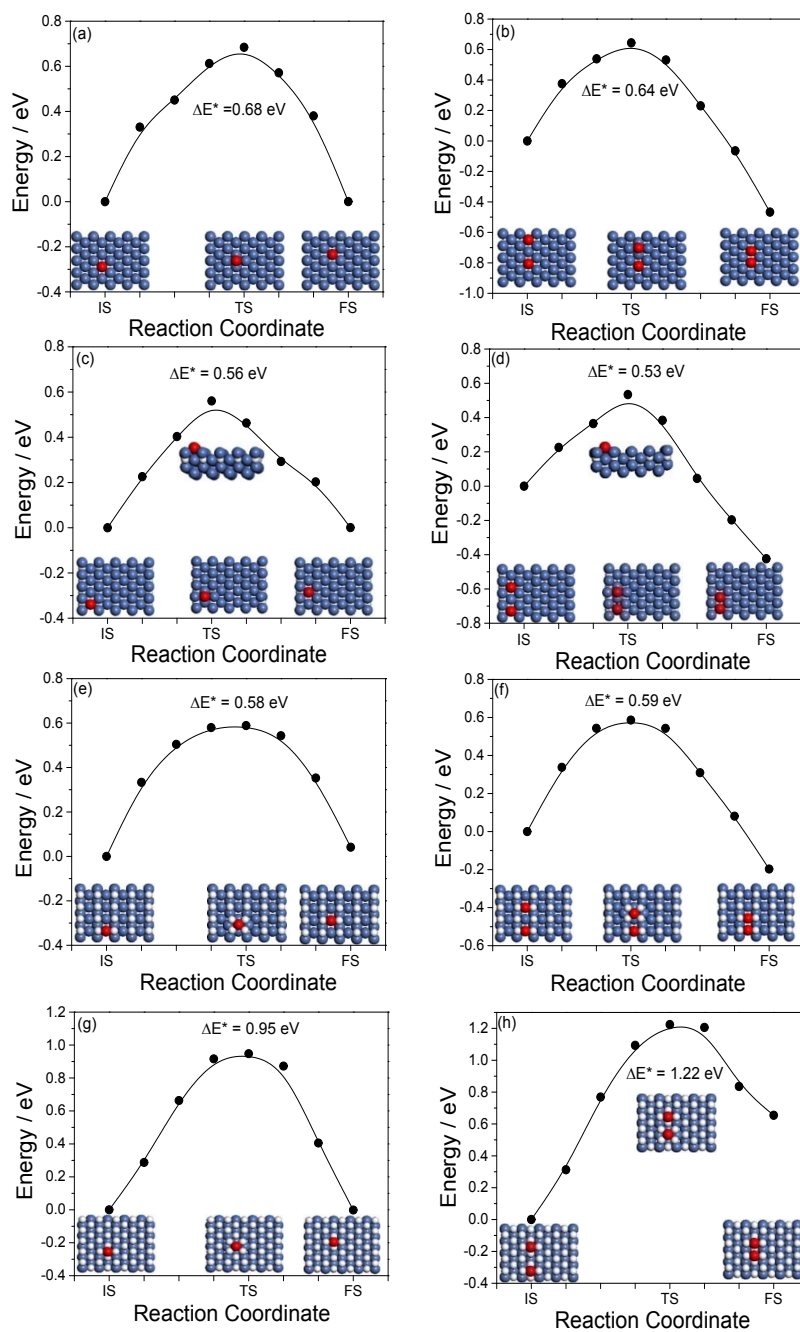 (a)
ΔE* =0.68 eV
Energy / eV
0.8
0.6
0.4
0.2
0.0
-0.2
-0.4
IS
TS
FS
Reaction Coordinate
(b)
ΔE* = 0.64 eV
Energy / eV
0.8
0.6
0.4
0.2
0.0
-0.2
-0.4
-0.6
-0.8
-1.0
IS
TS
FS
Reaction Coordinate
(c)
ΔE* = 0.56 eV
Energy / eV
0.8
0.6
0.4
0.2
0.0
-0.2
-0.4
IS
TS
FS
Reaction Coordinate
(d)
ΔE* = 0.53 eV
Energy / eV
0.8
0.6
0.4
0.2
0.0
-0.2
-0.4
-0.6
-0.8
IS
TS
FS
Reaction Coordinate
(e)
ΔE* = 0.58 eV
Energy / eV
0.8
0.6
0.4
0.2
0.0
-0.2
-0.4
IS
TS
FS
Reaction Coordinate
(f)
ΔE* = 0.59 eV
Energy / eV
0.8
0.6
0.4
0.2
0.0
-0.2
-0.4
-0.6
IS
TS
FS
Reaction Coordinate
(g)
ΔE* = 0.95 eV
Energy / eV
1.2
1.0
0.8
0.6
0.4
0.2
0.0
-0.2
-0.4
IS
TS
FS
Reaction Coordinate
(h)
ΔE* = 1.22 eV
Energy / eV
1.2
1.0
0.8
0.6
0.4
0.2
0.0
-0.2
-0.4
IS
TS
FS
Reaction Coordinate